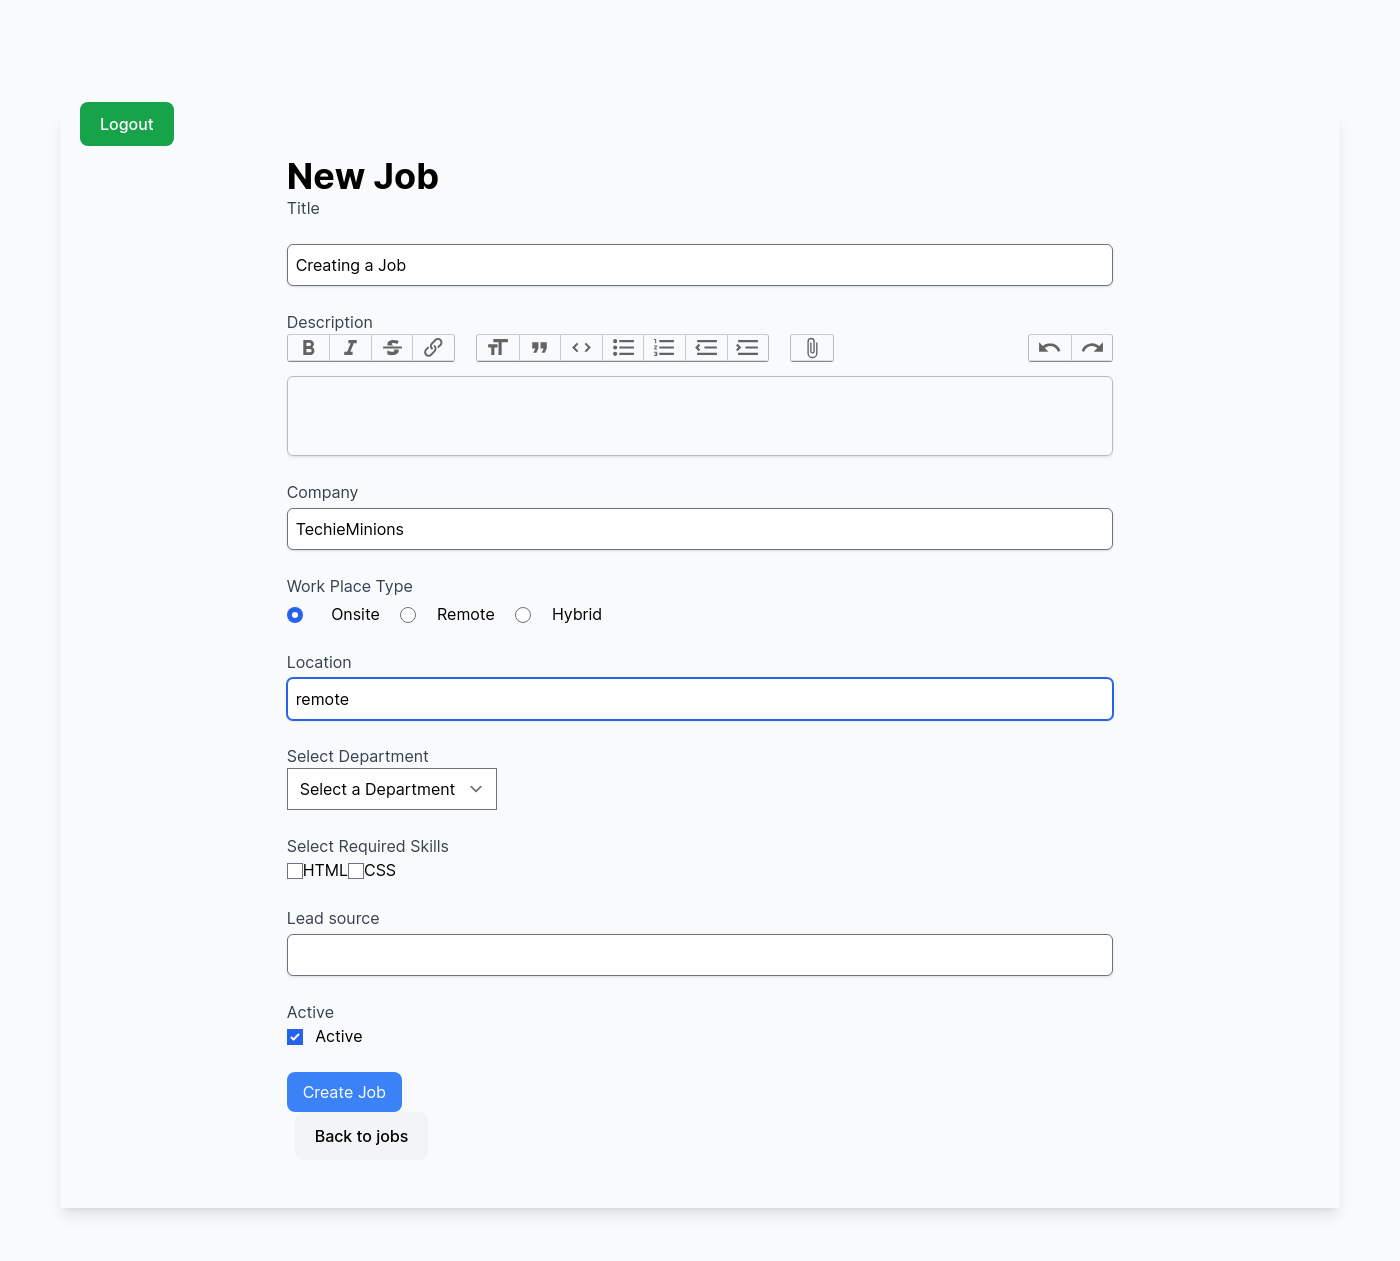 Logout
New Job
Title
Creating a Job
Description
Company
TechieMinions
Work Place Type
Onsite Remote Hybrid
Location
remote
Select Department
Select a Department
Select Required Skills
HTML CSS
Lead source
Active
Active
Create Job
Back to jobs